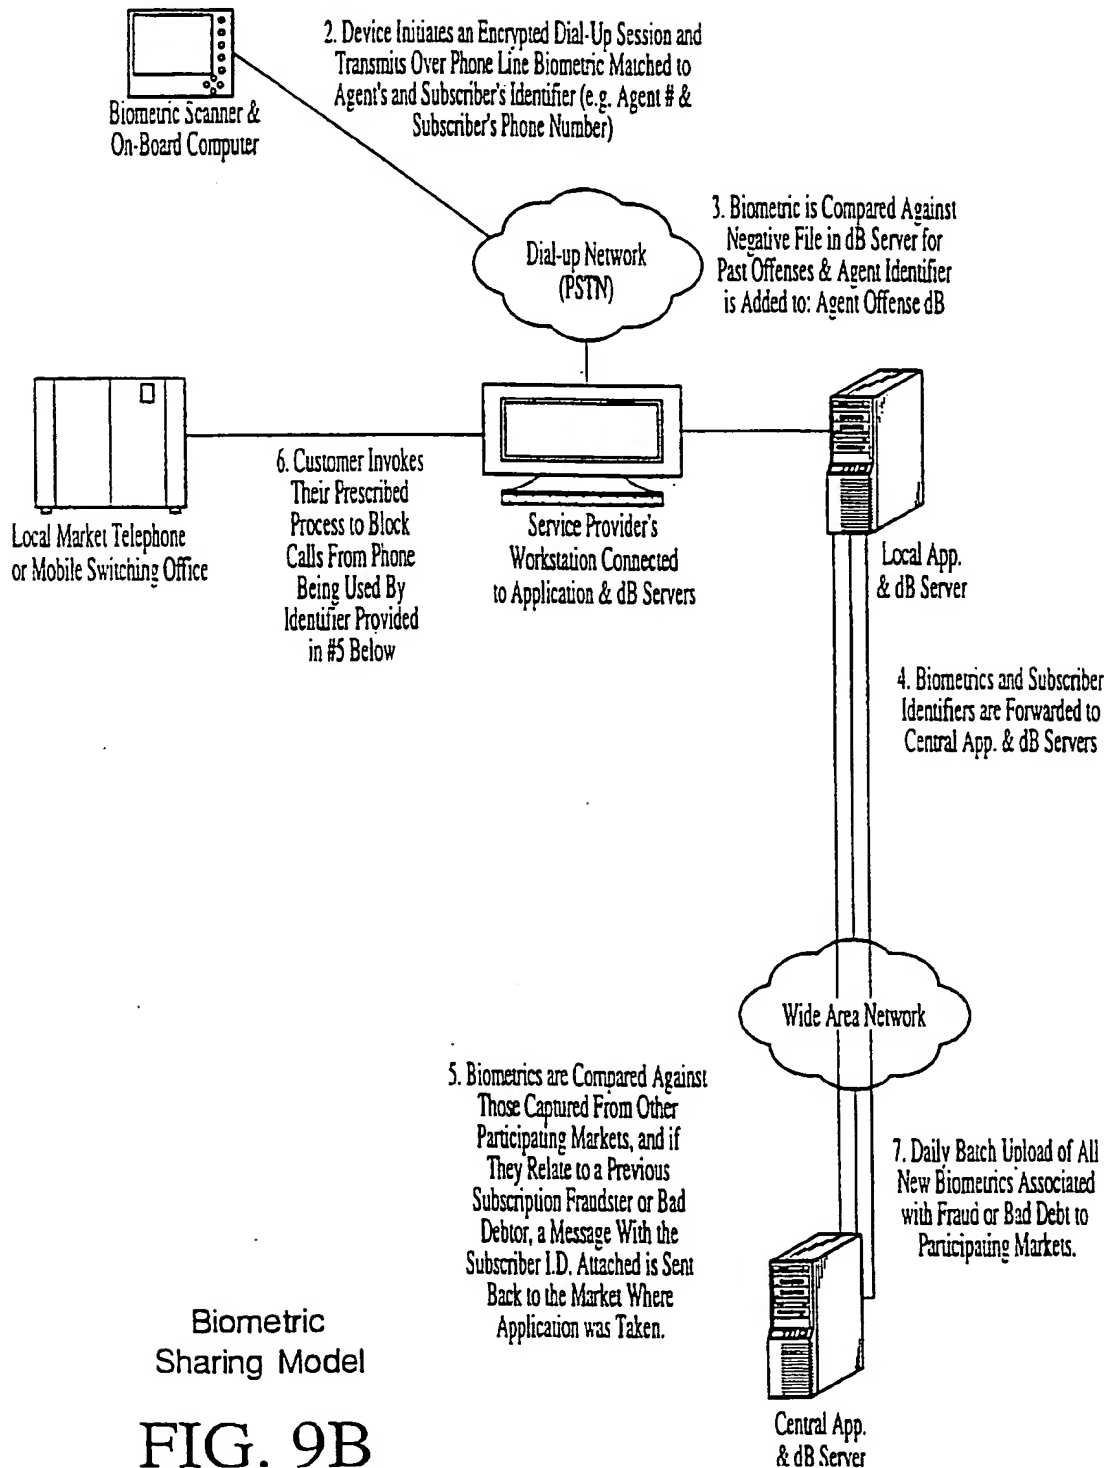 2. Device Initiates an Encrypted Dial-Up Session and
Transmits Over Phone Line Biometric Matched to
Agent's and Subscriber's Identifier (e.g. Agent # &
Subscriber's Phone Number)
Biometric Scanner &
On-Board Computer
3. Biometric is Compared Against
Negative File in dB Server for
Past Offenses & Agent Identifier
is Added to: Agent Offense dB
Dial-up Network
(PSTN)
6. Customer Invokes
Their Prescribed
Process to Block
Calls From Phone
Being Used By
Identifier Provided
in #5 Below
Local Market Telephone
or Mobile Switching Office
Service Provider's
Workstation Connected
to Application & dB Servers
Local App.
& dB Server
4. Biometrics and Subscriber
Identifiers are Forwarded to
Central App. & dB Servers
Wide Area Network
5. Biometrics are Compared Against
Those Captured From Other
Participating Markets, and if
They Relate to a Previous
Subscription Fraudster or Bad
Debtor, a Message With the
Subscriber I.D. Attached is Sent
Back to the Market Where
Application was Taken.
7. Daily Batch Upload of All
New Biometrics Associated
with Fraud or Bad Debt to
Participating Markets.
Biometric
Sharing Model
FIG. 9B
Central App.
& dB Server